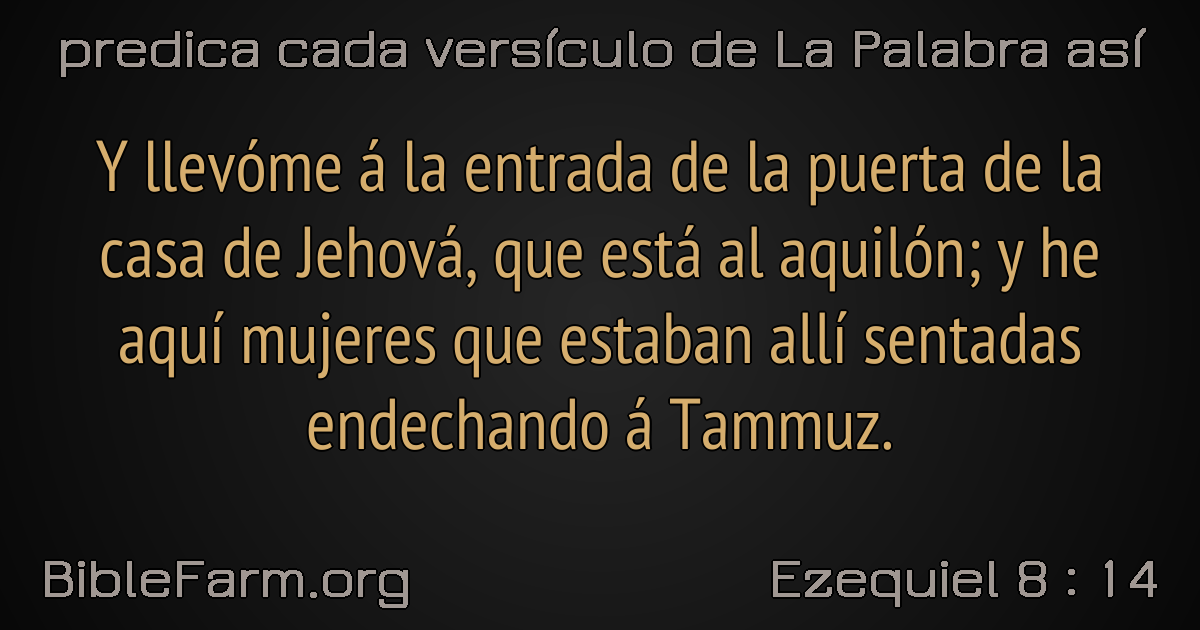 predica cada versículo de La Palabra así
Y llevóme á la entrada de la puerta de la
casa de Jehová, que está al aquilón; y he
aquí mujeres que estaban allí sentadas
endechando á Tammuz.
BibleFarm.org
Ezequiel 8 : 14